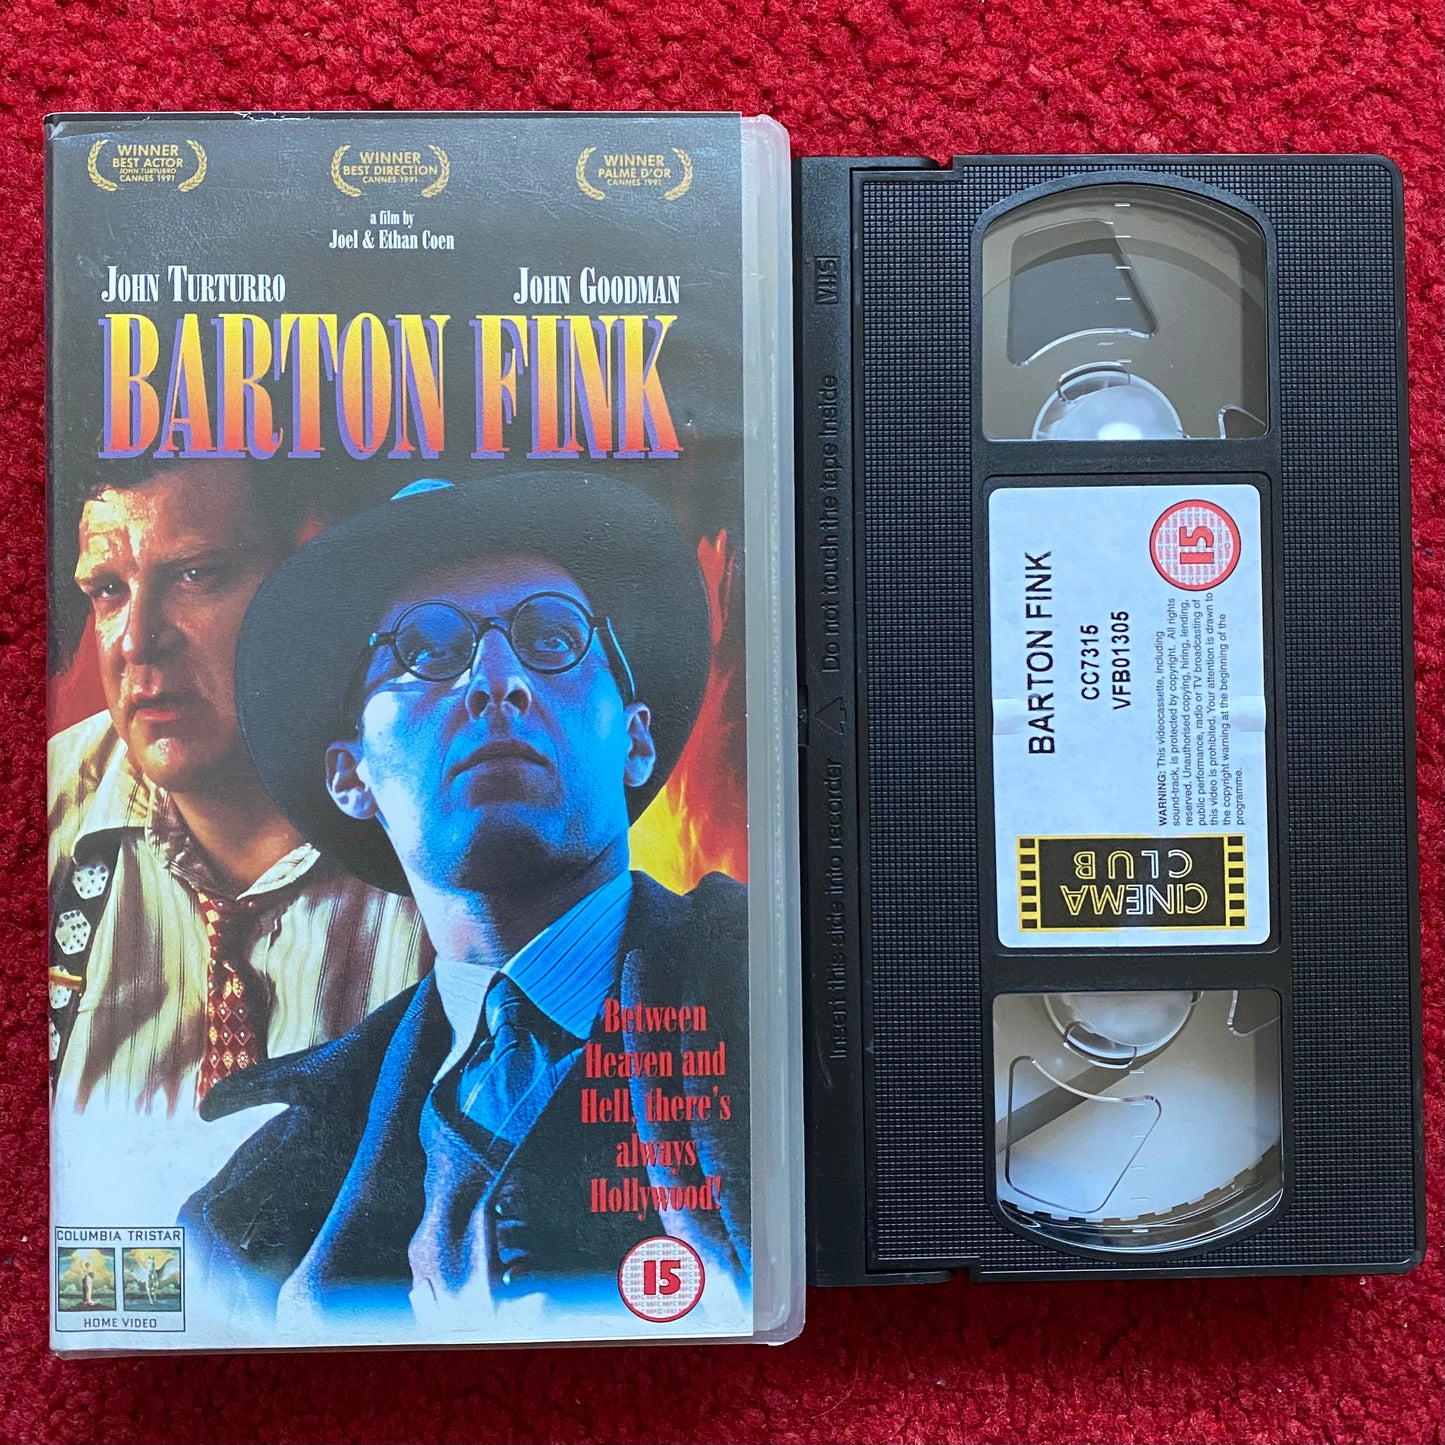 WINNER
BEST ACTOR
JOHN TURTURRO
CANNES 1991
WINNER
BEST DIRECTION
CANNES 1991
WINNER
PALME D'OR
CANNES 1991
a film by
Joel & Ethan Coen
JOHN TURTURRO
JOHN GOODMAN
BARTON FINK
Between
Heaven and
Hell, there's
always
Hollywood!
COLUMBIA TRISTAR
HOME VIDEO
15
VHS
Do not touch the tape inside
Insert this side into recorder
BARTON FINK
CC7315
VFB01305
15
WARNING: This videocassette, including
sound-track, is protected by copyright. All rights
reserved. Unauthorised copying, hiring, lending,
public performance, radio or TV broadcasting of
this video is prohibited. Your attention is drawn to
the copyright warning at the beginning of the
programme.
CINEMA
CLUB